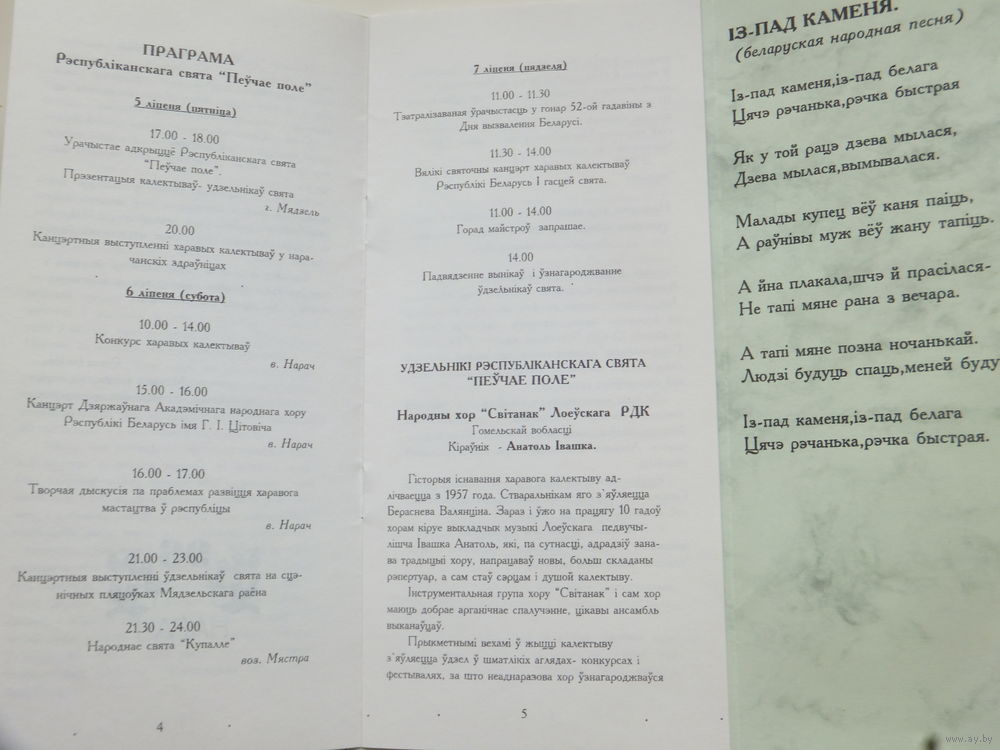 ПРАГРАМА
Рэспубліканскага свята “Пеўчае поле”
5 ліпеня (пятніца)
17.00 - 18.00
Урачыстае адкрыццё Рэспубліканскага свята
“Пеўчае поле”.
Прэзентацыя калектываў- удзельнікаў свята
г. Мядзель
20.00
Канцэртныя выступленні харавых калектываў у нара-
чанскіх здраўніцах
6 ліпеня (субота)
10.00 - 14.00
Конкурс харавых калектываў
в. Нарач
15.00 - 16.00
Канцэрт Дзяржаўнага Акадэмічнага народнага хору
Рэспублікі Беларусь імя Г. І. Цітовіча
в. Нарач
16.00 - 17.00
Творчая дыскусія па праблемах развіцця харавога
мастацтва ў рэспубліцы
в. Нарач
21.00 - 23.00
Канцэртныя выступленні ўдзельнікаў свята на сцэ-
нічных пляцоўках Мядзельскага раёна
21.30 - 24.00
Народнае свята “Купалле”
воз. Мястра
4
7 ліпеня (нядзеля)
11.00 - 11.30
Тэатралізаваная ўрачыстасць у гонар 52-ой гадавіны з
Дня вызвалення Беларусі.
11.30 - 14.00
Вялікі святочны канцэрт харавых калектываў
Рэспублікі Беларусь І гасцей свята.
11.00 - 14.00
Горад майстроў запрашае.
14.00
Падвядзенне вынікаў і ўзнагароджванне
ўдзельнікаў свята.
УДЗЕЛЬНІКІ РЭСПУБЛІКАНСКАГА СВЯТА
“ПЕЎЧАЕ ПОЛЕ”
Народны хор “Світанак” Лоеўскага РДК
Гомельскай вобласці
Кіраўнік - Анатоль Івашка.
Гісторыя існавання харавога калектыву ад-
лічваецца з 1957 года. Стваральнікам яго з'яўляецца
Бераснева Валянціна. Зараз і ўжо на працягу 10 гадоў
хорам кіруе выкладчык музыкі Лоеўскага педвучы-
лішча Івашка Анатоль, які, па сутнасці, адрадзіў зана-
ва традыцыі хору, напрацаваў новы, больш складаны
рэпертуар, а сам стаў сэрцам і душой калектыву.
Інструментальная група хору “Світанак” і сам хор
маюць добрае арганічнае спалучэнне, цікавы ансамбль
выканаўцаў.
Прыкметнымі вехамі ў жыцці калектыву
з'яўляецца ўдзел ў шматлікіх аглядах- конкурсах і
фестывалях, за што неаднаразова хор ўзнагароджваўся
5
ІЗ-ПАД КАМЕНЯ.
(беларуская народная песня)
Із-пад каменя,із-пад белага
Цячэ рэчанька,рэчка быстрая
Як у той рацэ дзева мылася,
Дзева мылася,вымывалася.
Малады купец вёў каня паіць,
А раўнівы муж вёў жану тапіць.
А йна плакала,шчэ й прасілася-
Не тапі мяне рана з вечара.
А тапі мяне позна ночанькай.
Людзі будуць спаць,меней буду
Із-пад каменя,із-пад белага
Цячэ рэчанька,рэчка быстрая.
www.ay.by